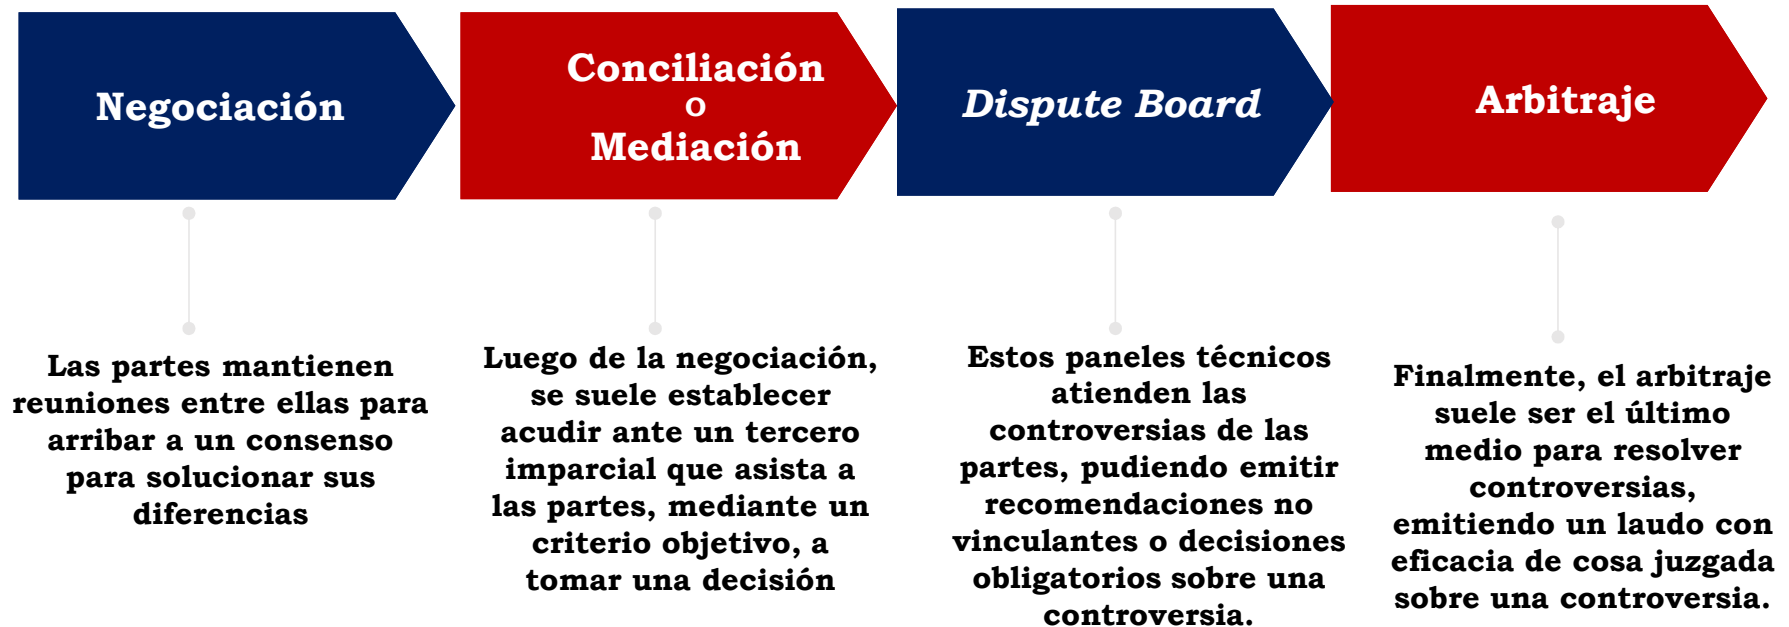 Negociación
Conciliación
o
Mediación
Dispute Board
Arbitraje
Las partes mantienen
reuniones entre ellas para
arribar a un consenso
para solucionar sus
diferencias
Luego de la negociación,
se suele establecer
acudir ante un tercero
imparcial que asista a
las partes, mediante un
criterio objetivo, a
tomar una decisión
Estos paneles técnicos
atienden las
controversias de las
partes, pudiendo emitir
recomendaciones no
vinculantes o decisiones
obligatorios sobre una
controversia.
Finalmente, el arbitraje
suele ser el último
medio para resolver
controversias,
emitiendo un laudo con
eficacia de cosa juzgada
sobre una controversia.